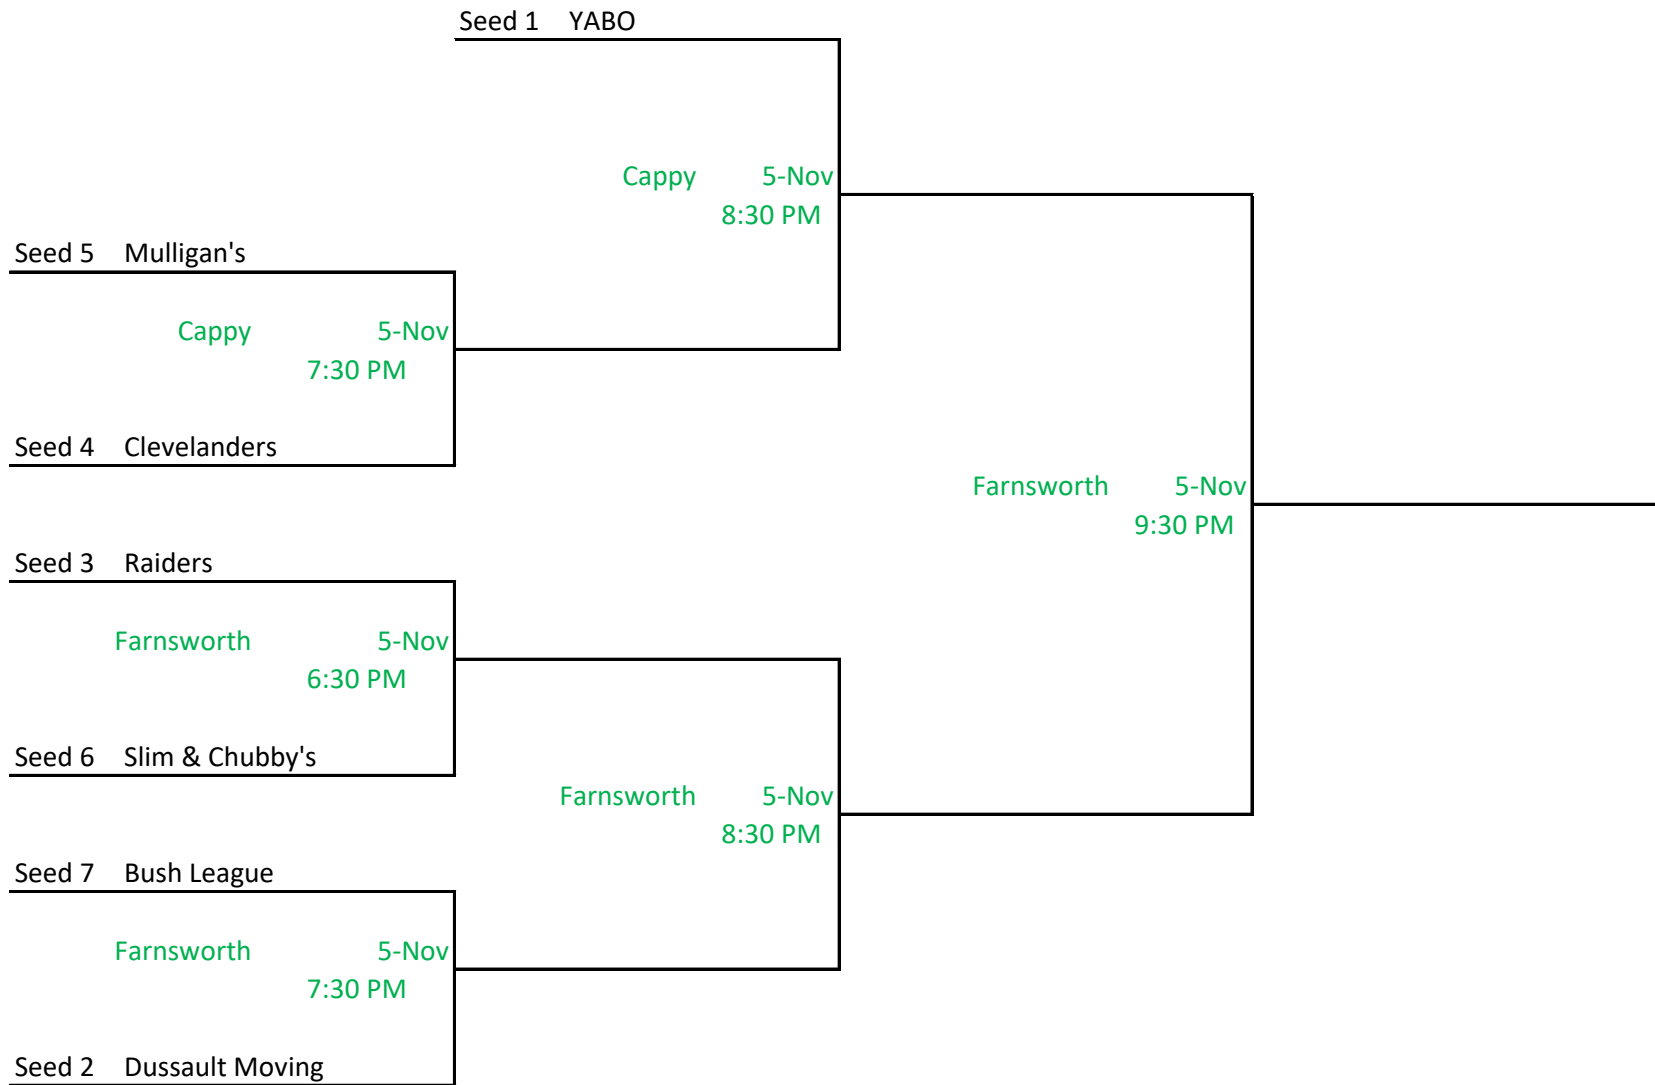 Seed 1 YABO
Cappy 5-Nov
8:30 PM
Seed 5 Mulligan's
Cappy 5-Nov
7:30 PM
Seed 4 Clevelanders
Farnsworth 5-Nov
9:30 PM
Seed 3 Raiders
Farnsworth 5-Nov
6:30 PM
Seed 6 Slim & Chubby's
Farnsworth 5-Nov
8:30 PM
Seed 7 Bush League
Farnsworth 5-Nov
7:30 PM
Seed 2 Dussault Moving